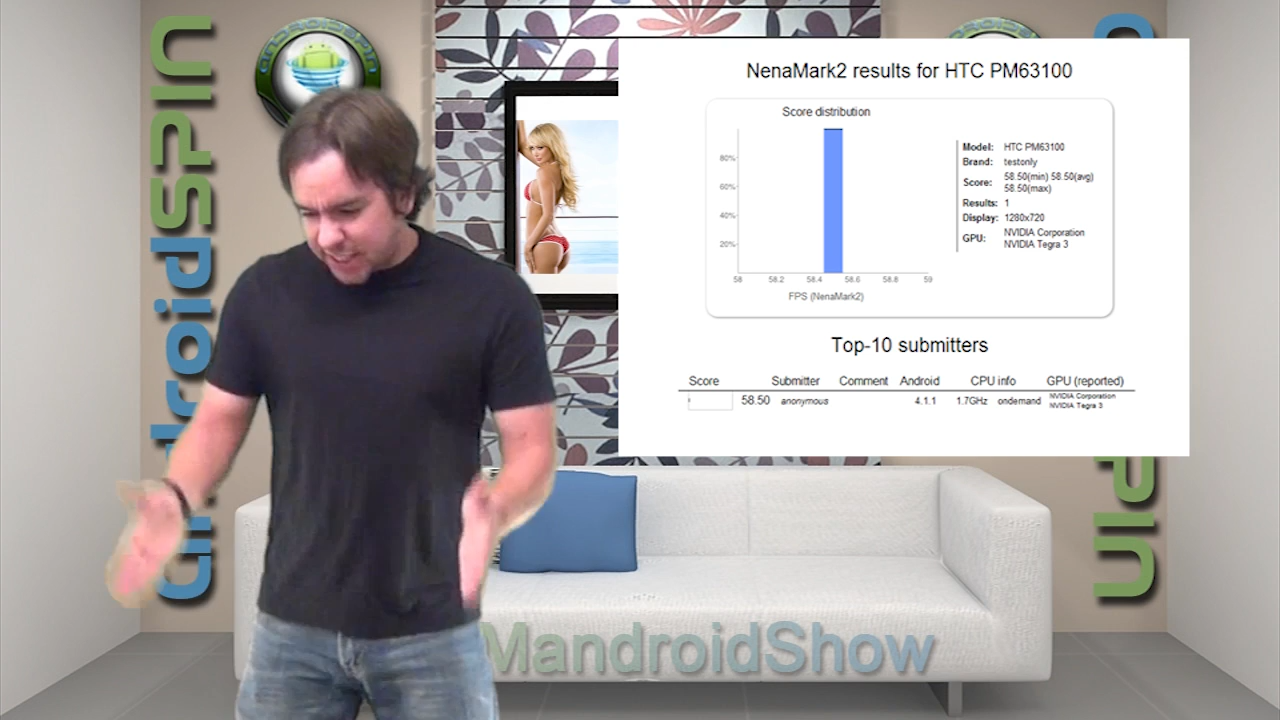 androidSPIN
ANDROIDSPIN
NenaMark2 results for HTC PM63100
Score distribution
80%
60%
40%
20%
58 58.2 58.4 58.6 58.8 59
FPS (NenaMark2)
Model: HTC PM63100
Brand: testonly
Score: 58.50(min) 58.50(avg)
58.50(max)
Results: 1
Display: 1280x720
GPU: NVIDIA Corporation
NVIDIA Tegra 3
Top-10 submitters
Score Submitter Comment Android CPU info GPU (reported)
58.50 anonymous 4.1.1 1.7GHz ondemand NVIDIA Corporation
NVIDIA Tegra 3
PIN
MandroidShow